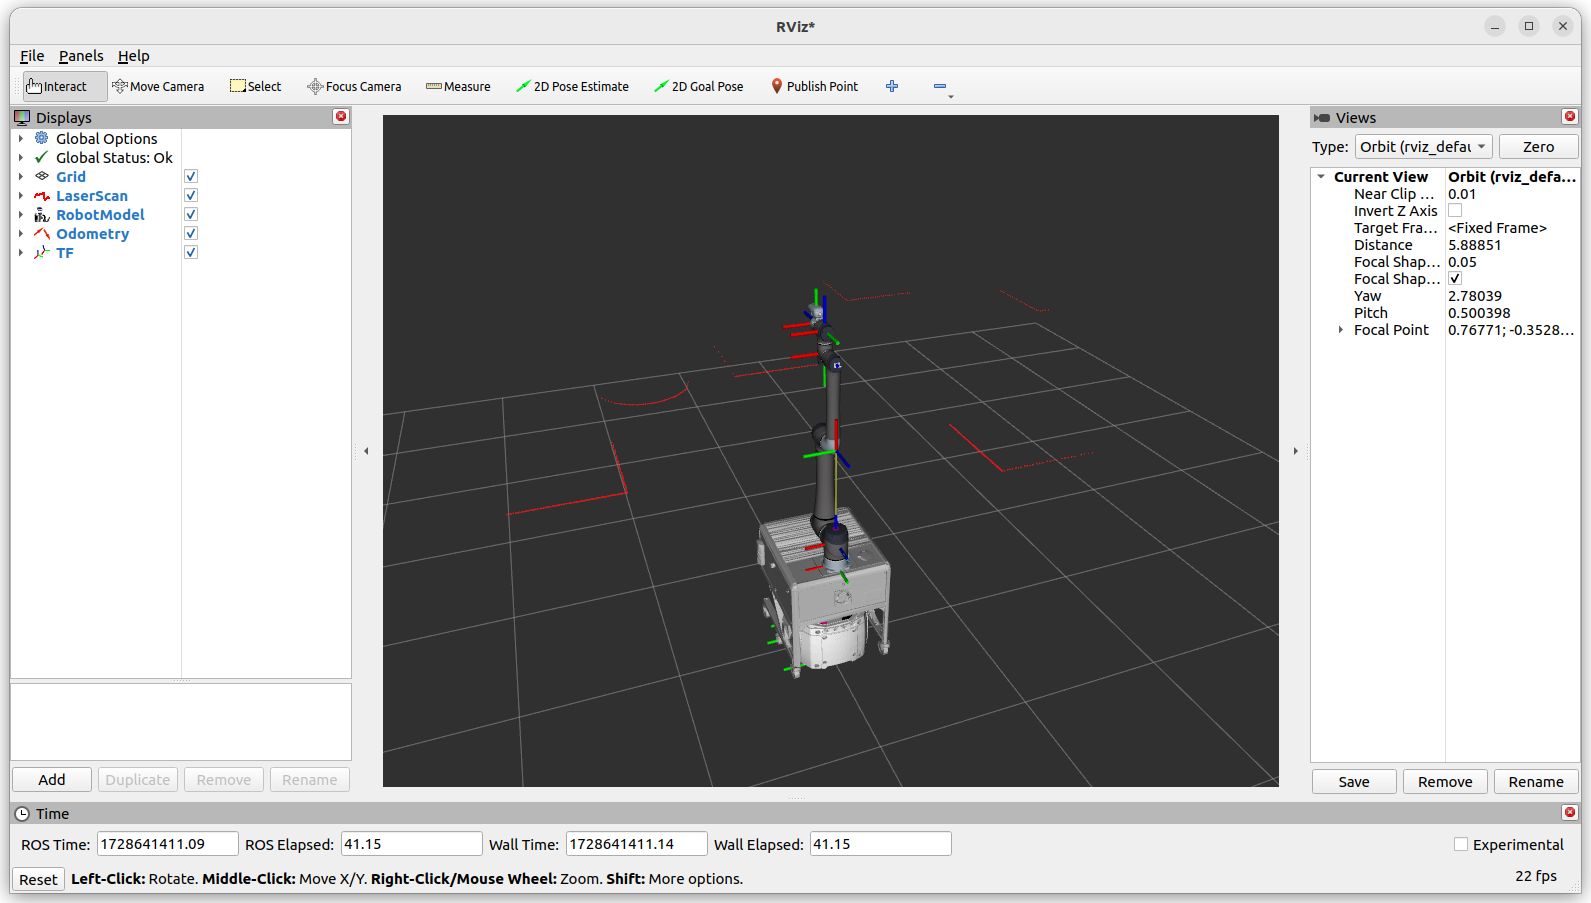 RViz*
File Panels Help
Interact Move Camera Select Focus Camera Measure 2D Pose Estimate 2D Goal Pose Publish Point
Displays
Global Options
Global Status: Ok
Grid
LaserScan
RobotModel
Odometry
TF
Add Duplicate Remove Rename
Views
Type: Orbit (rviz_defau Zero
Current View Orbit (rviz_defa...
Near Clip ... 0.01
Invert Z Axis
Target Fra... <Fixed Frame>
Distance 5.88851
Focal Shap... 0.05
Focal Shap...
Yaw 2.78039
Pitch 0.500398
Focal Point 0.76771; -0.3528...
Save Remove Rename
Time
ROS Time: 1728641411.09 ROS Elapsed: 41.15 Wall Time: 1728641411.14 Wall Elapsed: 41.15 Experimental
Reset Left-Click: Rotate. Middle-Click: Move X/Y. Right-Click/Mouse Wheel: Zoom. Shift: More options. 22 fps